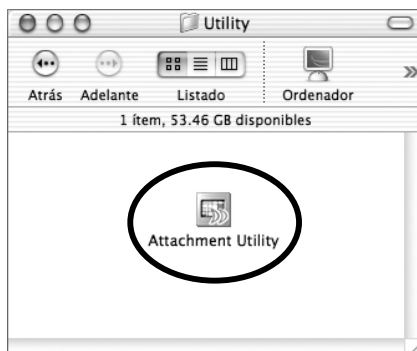 Utility
Atrás Adelante Listado Ordenador
1 ítem, 53.46 GB disponibles
Attachment Utility